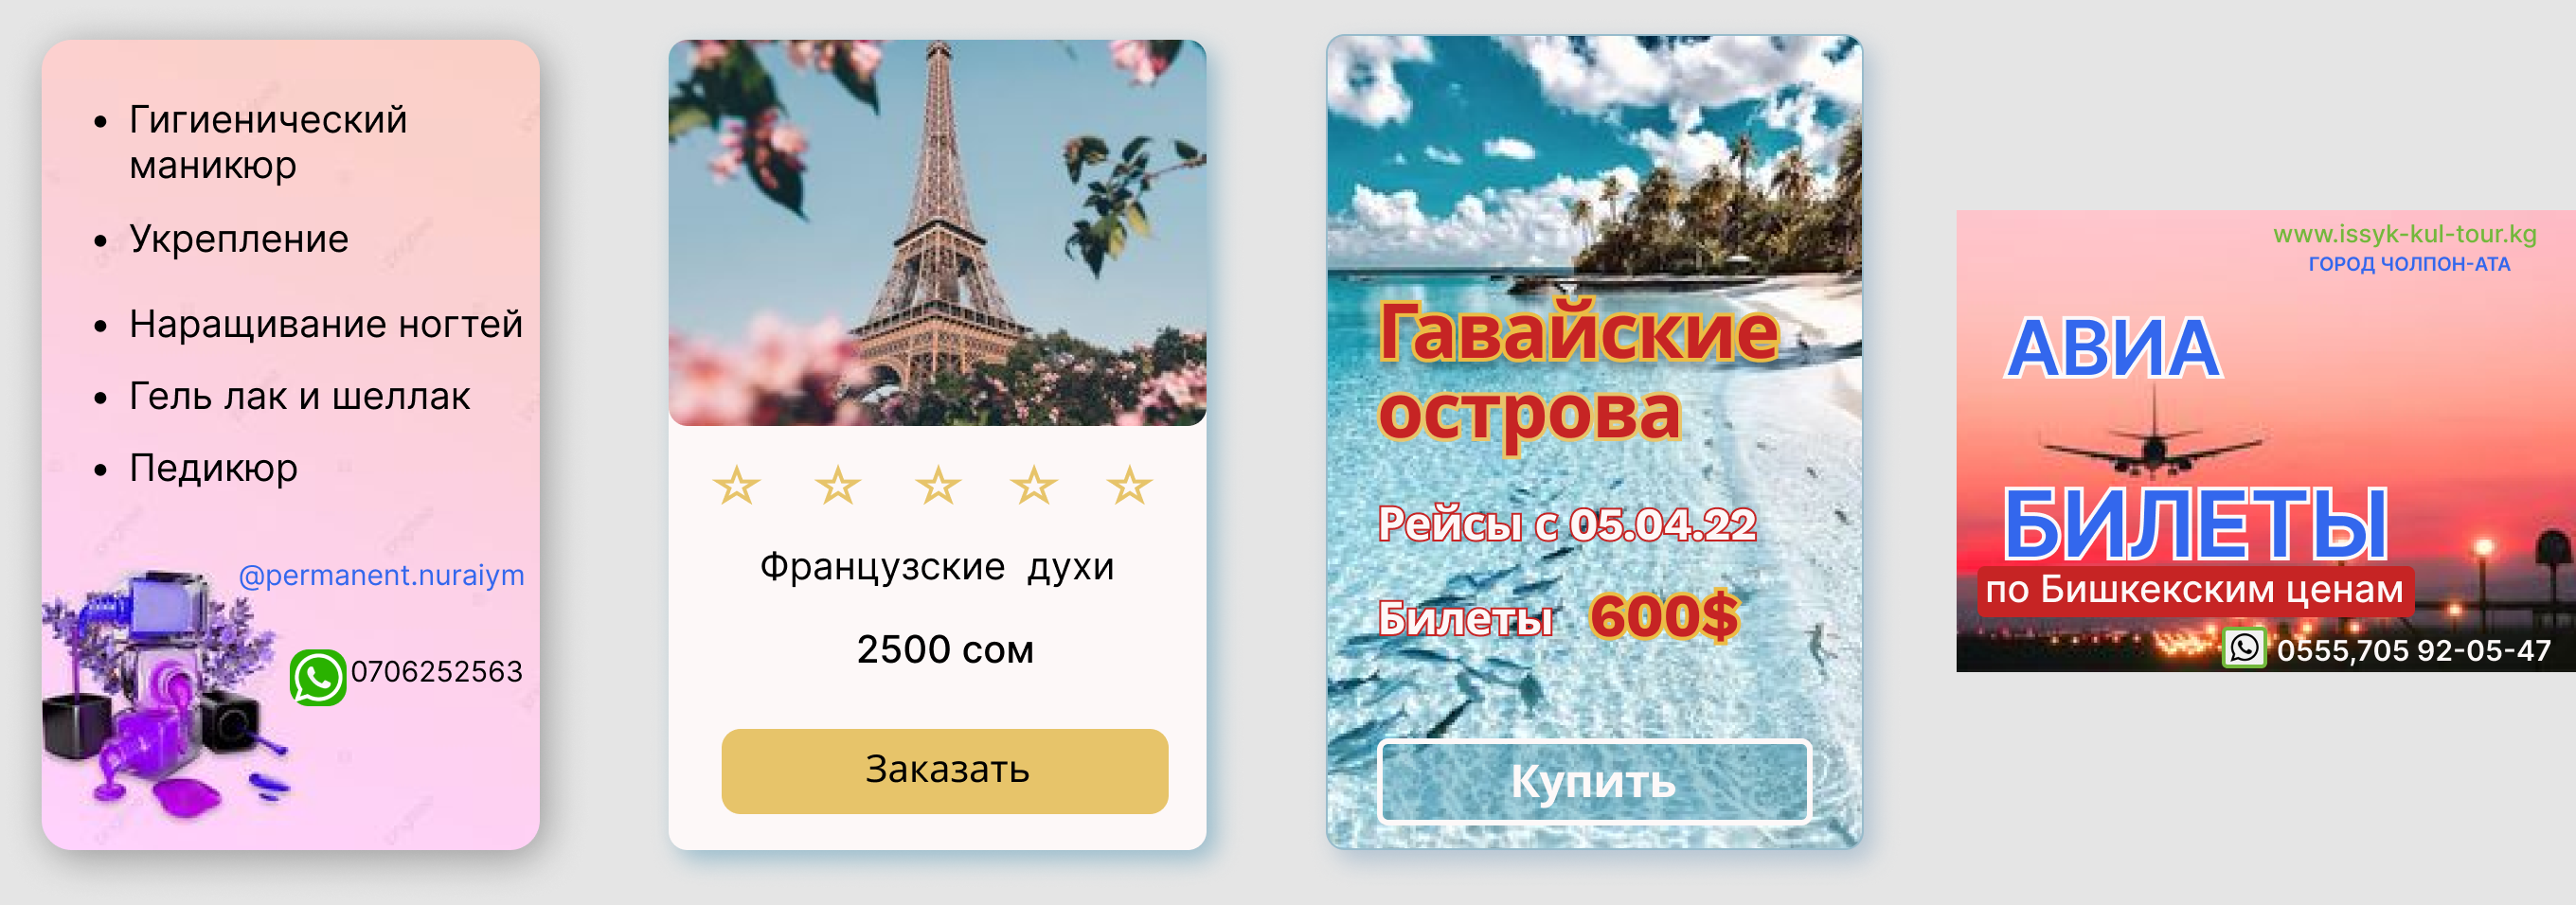 • Гигиенический
маникюр
• Укрепление
• Наращивание ногтей
• Гель лак и шеллак
• Педикюр
@permanent.nuraiym
0706252563
Французские духи
2500 сом
Заказать
Гавайские
острова
Рейсы с 05.04.22
Билеты 600$
Купить
www.issyk-kul-tour.kg
ГОРОД ЧОЛПОН-АТА
АВИА
БИЛЕТЫ
по Бишкекским ценам
0555,705 92-05-47